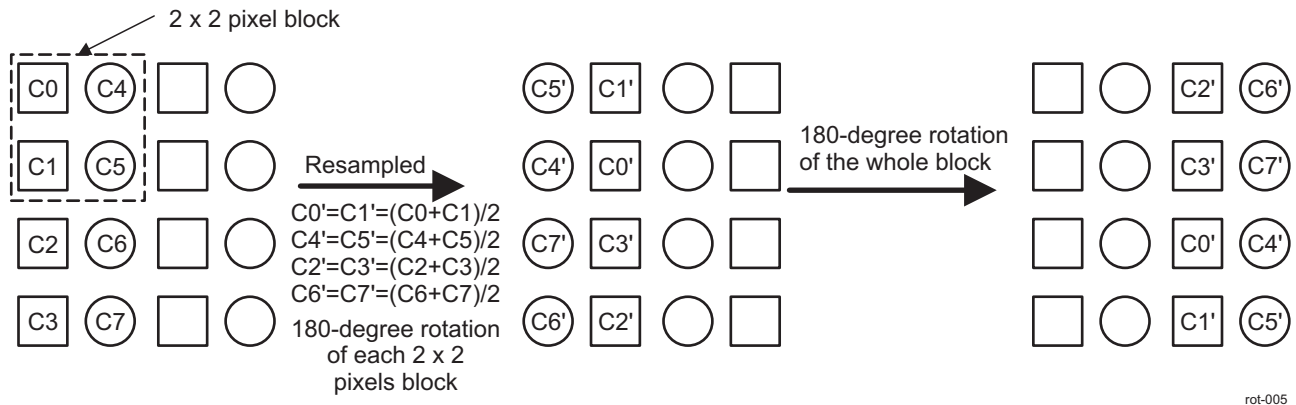 2 x 2 pixel block
C0 C4
C1 C5
C2 C6
C3 C7
Resampled
C0'=C1'=(C0+C1)/2
C4'=C5'=(C4+C5)/2
C2'=C3'=(C2+C3)/2
C6'=C7'=(C6+C7)/2
180-degree rotation
of each 2 x 2
pixels block
C5' C1'
C4' C0'
C7' C3'
C6' C2'
180-degree rotation
of the whole block
C2' C6'
C3' C7'
C0' C4'
C1' C5'
rot-005